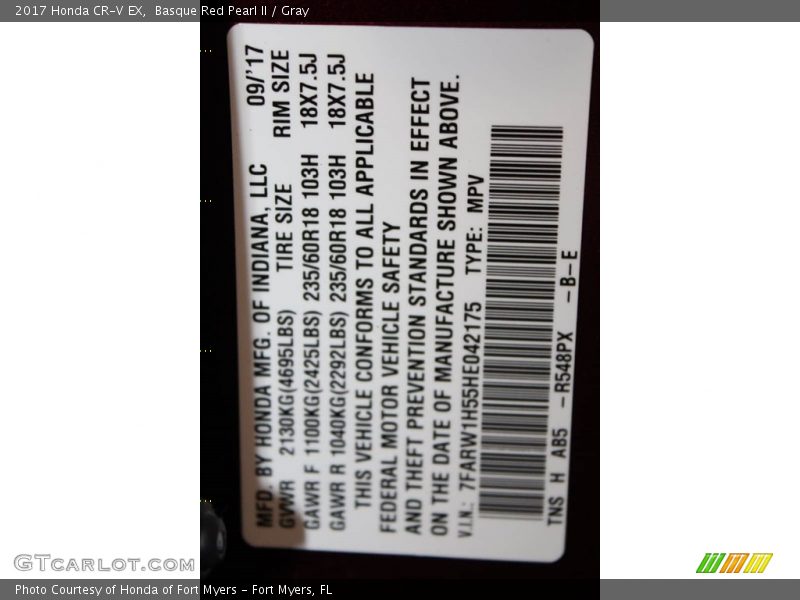 2017 Honda CR-V EX,  Basque Red Pearl II / Gray
MFD. BY HONDA MFG. OF INDIANA, LLC 09/'17
GVWR 2130KG(4695LBS) TIRE SIZE RIM SIZE
GAWR F 1100KG(2425LBS) 235/60R18 103H 18X7.5J
GAWR R 1040KG(2292LBS) 235/60R18 103H 18X7.5J
THIS VEHICLE CONFORMS TO ALL APPLICABLE
FEDERAL MOTOR VEHICLE SAFETY
AND THEFT PREVENTION STANDARDS IN EFFECT
ON THE DATE OF MANUFACTURE SHOWN ABOVE.
V.I.N.: 7FARW1H55HE042175 TYPE: MPV
TNS H AB5 -R548PX -B-E
GTcarlot.com
Photo Courtesy of Honda of Fort Myers - Fort Myers, FL